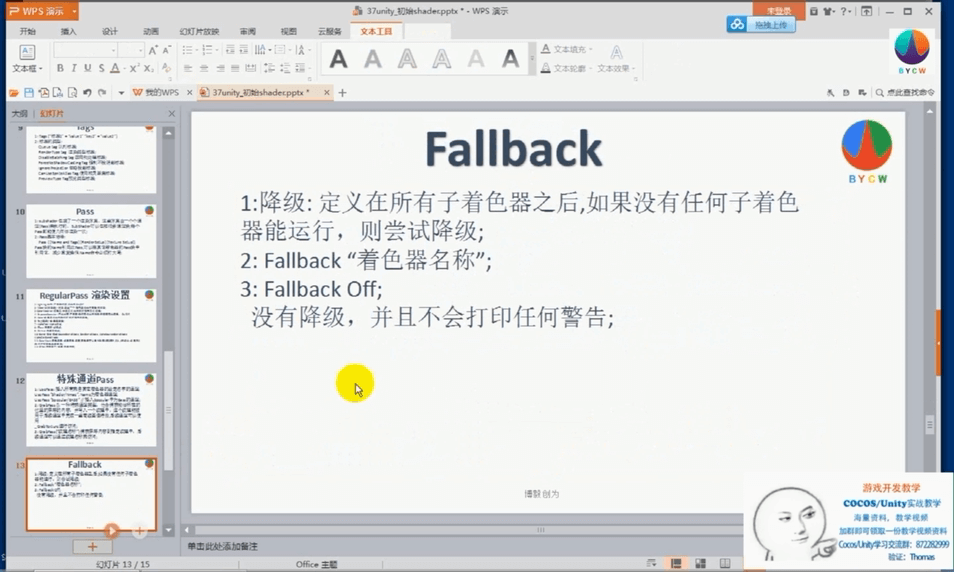 WPS 演示
37unity_初始shader.pptx * - WPS 演示
未登录
开始
插入
设计
动画
幻灯片放映
审阅
视图
云服务
文本工具
拖拽上传
文本框
B I U S A X² X₂
A A A A A A
文本填充
文本轮廓
文本效果
BYCW
我的WPS
37unity_初始shader.pptx *
点此查找命令
大纲
幻灯片
9
Tags
10
Pass
11
RegularPass 渲染设置
12
特殊通道Pass
13
Fallback
Fallback
BYCW
1:降级: 定义在所有子着色器之后,如果没有任何子着色
器能运行，则尝试降级;
2: Fallback “着色器名称”;
3: Fallback Off;
没有降级，并且不会打印任何警告;
博毅创为
单击此处添加备注
幻灯片 13 / 15
Office 主题
游戏开发教学
COCOS/Unity实战教学
海量资料，教学视频
加群即可领取一份教学视频资料
Cocos/Unity学习交流群：872282999
验证：Thomas